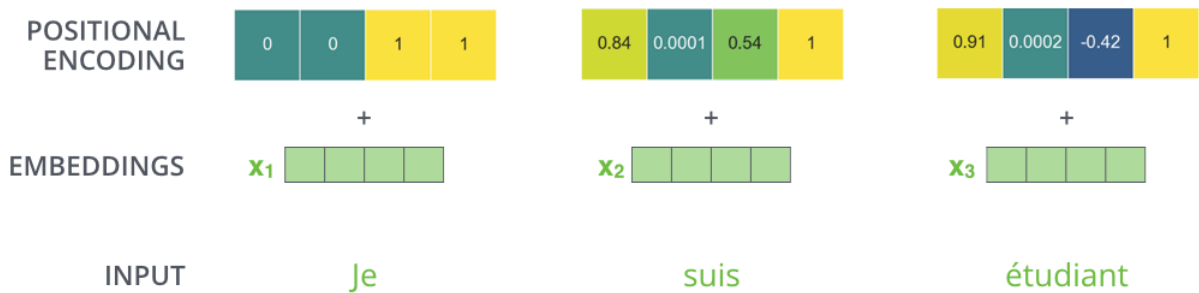 POSITIONAL
ENCODING
0 0 1 1
0.84 0.0001 0.54 1
0.91 0.0002 -0.42 1
+ + +
EMBEDDINGS
x1 x2 x3
INPUT
Je suis étudiant